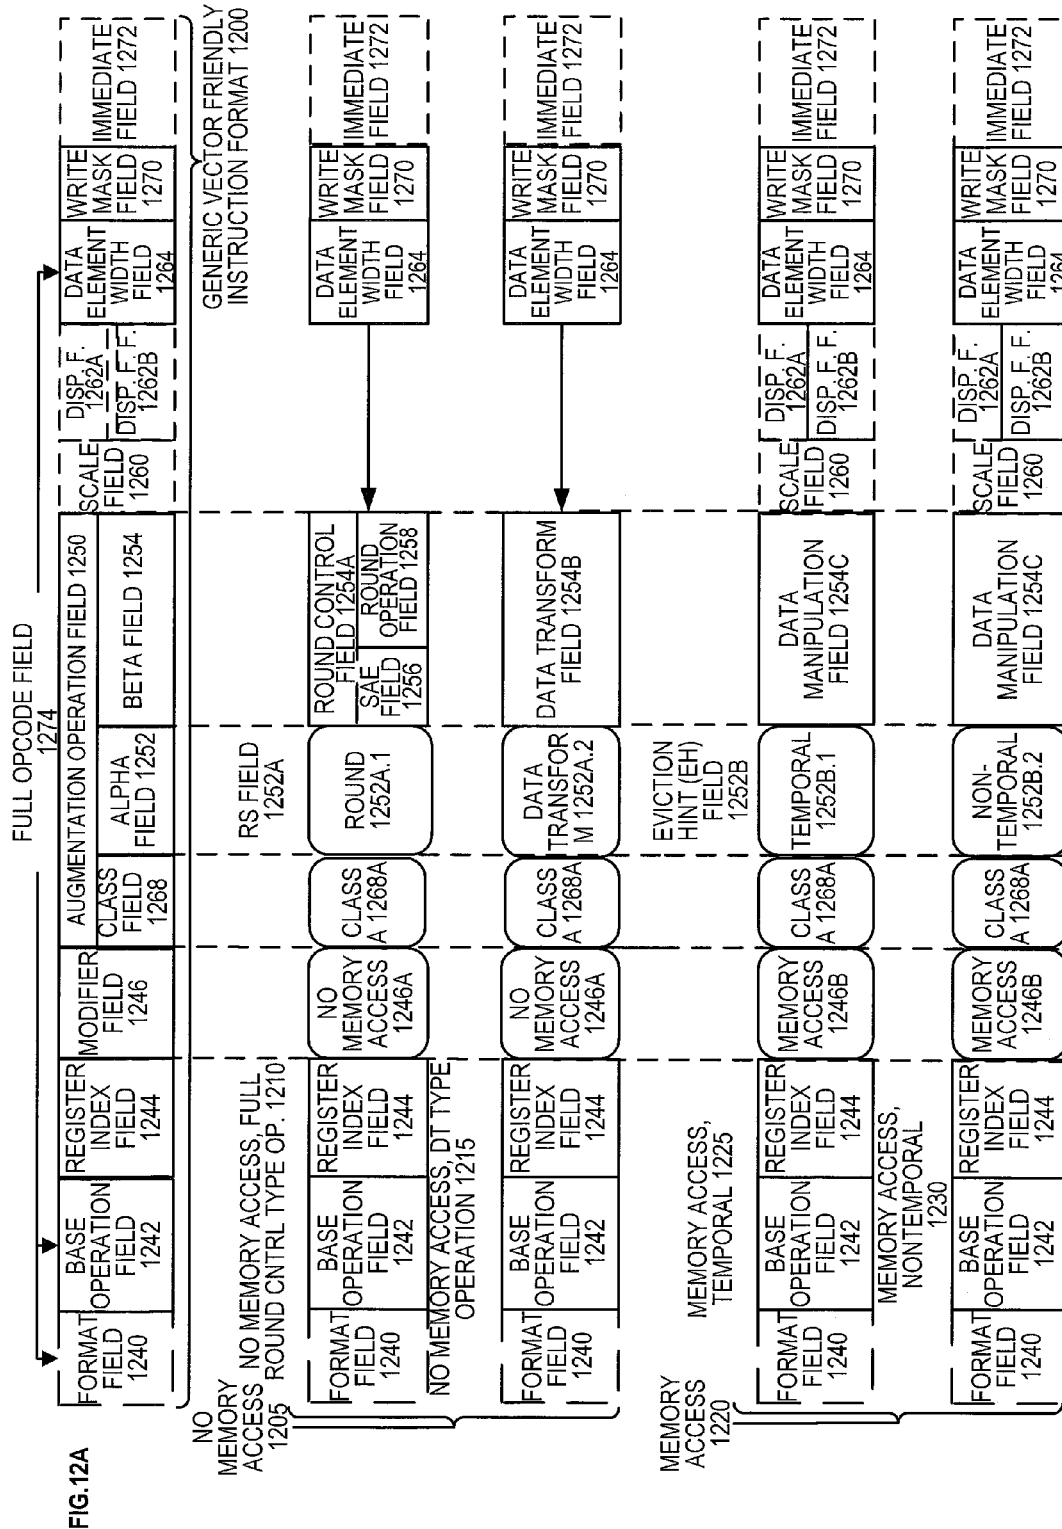 FIG.12A
FULL OPCODE FIELD
1274
FORMAT
FIELD
1240
BASE
OPERATION
FIELD
1242
REGISTER
INDEX
FIELD
1244
MODIFIER
FIELD
1246
AUGMENTATION OPERATION FIELD 1250
CLASS
FIELD
1268
ALPHA
FIELD 1252
BETA FIELD 1254
SCALE
FIELD
1260
DISP. F.
1262A
DISP. F. F.
1262B
DATA
ELEMENT
WIDTH
FIELD
1264
WRITE
MASK
FIELD
1270
IMMEDIATE
FIELD 1272
GENERIC VECTOR FRIENDLY
INSTRUCTION FORMAT 1200
NO
MEMORY
ACCESS
1205
NO MEMORY ACCESS, FULL
ROUND CNTRL TYPE OP. 1210
RS FIELD
1252A
FORMAT
FIELD
1240
BASE
OPERATION
FIELD
1242
REGISTER
INDEX
FIELD
1244
NO
MEMORY
ACCESS
1246A
CLASS
A 1268A
ROUND
1252A.1
ROUND CONTROL
FIELD 1254A
SAE
FIELD
1256
ROUND
OPERATION
FIELD 1258
DATA
ELEMENT
WIDTH
FIELD
1264
WRITE
MASK
FIELD
1270
IMMEDIATE
FIELD 1272
NO MEMORY ACCESS, DT TYPE
OPERATION 1215
FORMAT
FIELD
1240
BASE
OPERATION
FIELD
1242
REGISTER
INDEX
FIELD
1244
NO
MEMORY
ACCESS
1246A
CLASS
A 1268A
DATA
TRANSFOR
M 1252A.2
DATA TRANSFORM
FIELD 1254B
DATA
ELEMENT
WIDTH
FIELD
1264
WRITE
MASK
FIELD
1270
IMMEDIATE
FIELD 1272
MEMORY
ACCESS
1220
MEMORY ACCESS,
TEMPORAL 1225
EVICTION
HINT (EH)
FIELD
1252B
FORMAT
FIELD
1240
BASE
OPERATION
FIELD
1242
REGISTER
INDEX
FIELD
1244
MEMORY
ACCESS
1246B
CLASS
A 1268A
TEMPORAL
1252B.1
DATA
MANIPULATION
FIELD 1254C
SCALE
FIELD
1260
DISP. F.
1262A
DISP. F. F.
1262B
DATA
ELEMENT
WIDTH
FIELD
1264
WRITE
MASK
FIELD
1270
IMMEDIATE
FIELD 1272
MEMORY ACCESS,
NONTEMPORAL
1230
FORMAT
FIELD
1240
BASE
OPERATION
FIELD
1242
REGISTER
INDEX
FIELD
1244
MEMORY
ACCESS
1246B
CLASS
A 1268A
NON-
TEMPORAL
1252B.2
DATA
MANIPULATION
FIELD 1254C
SCALE
FIELD
1260
DISP. F.
1262A
DISP. F. F.
1262B
DATA
ELEMENT
WIDTH
FIELD
1264
WRITE
MASK
FIELD
1270
IMMEDIATE
FIELD 1272